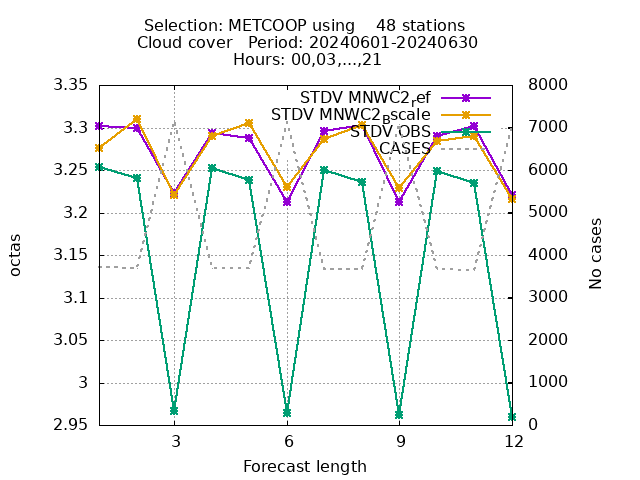 Selection: METCOOP using    48 stations
Cloud cover   Period: 20240601-20240630
Hours: 00,03,...,21
3.35
3.3
3.25
3.2
3.15
3.1
3.05
3
2.95
8000
7000
6000
5000
4000
3000
2000
1000
0
STDV MNWC2_ref
STDV MNWC2_Bscale
STDV OBS
CASES
octas
No cases
3
6
9
12
Forecast length